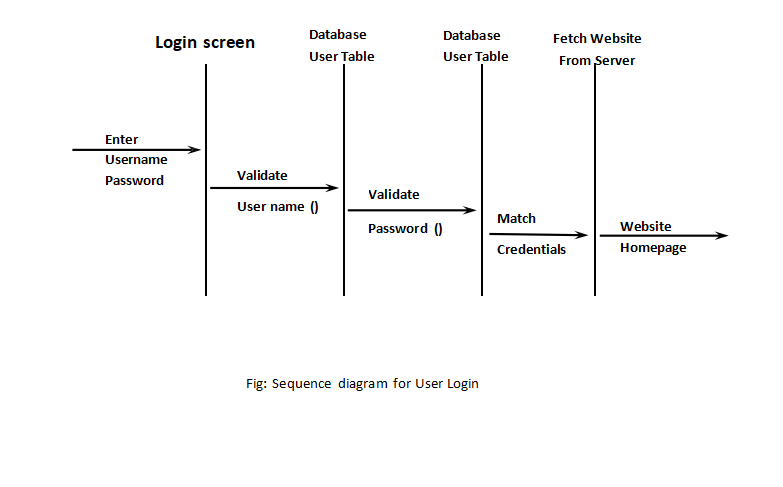 Login screen
Database
User Table
Database
User Table
Fetch Website
From Server
Enter
Username
Password
Validate
User name ()
Validate
Password ()
Match
Credentials
Website
Homepage
Fig: Sequence diagram for User Login